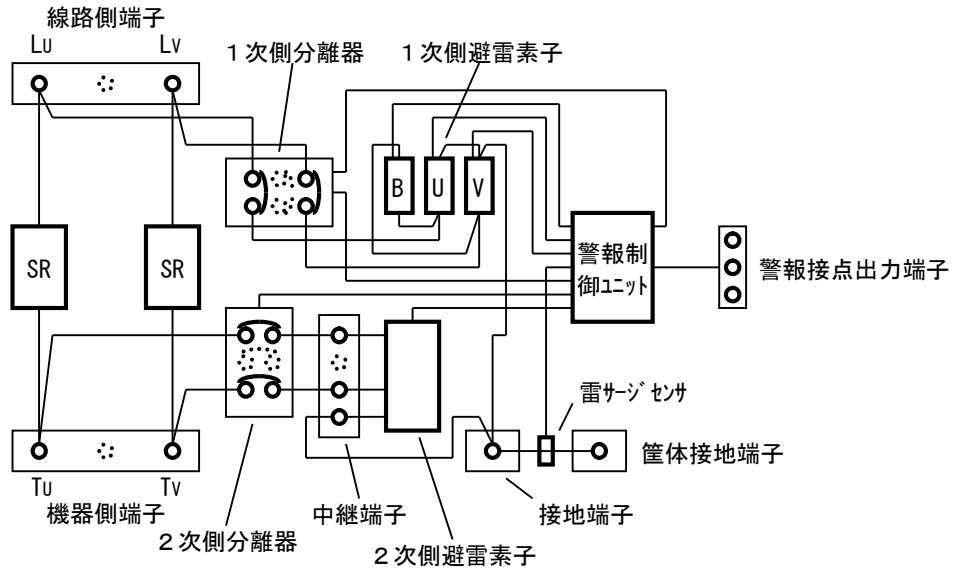 線路側端子
LU
LV
1次側分離器
1次側避雷素子
B
U
V
SR
SR
警報制
御ユニット
警報接点出力端子
雷サージセンサ
筐体接地端子
TU
TV
機器側端子
中継端子
接地端子
2次側分離器
2次側避雷素子